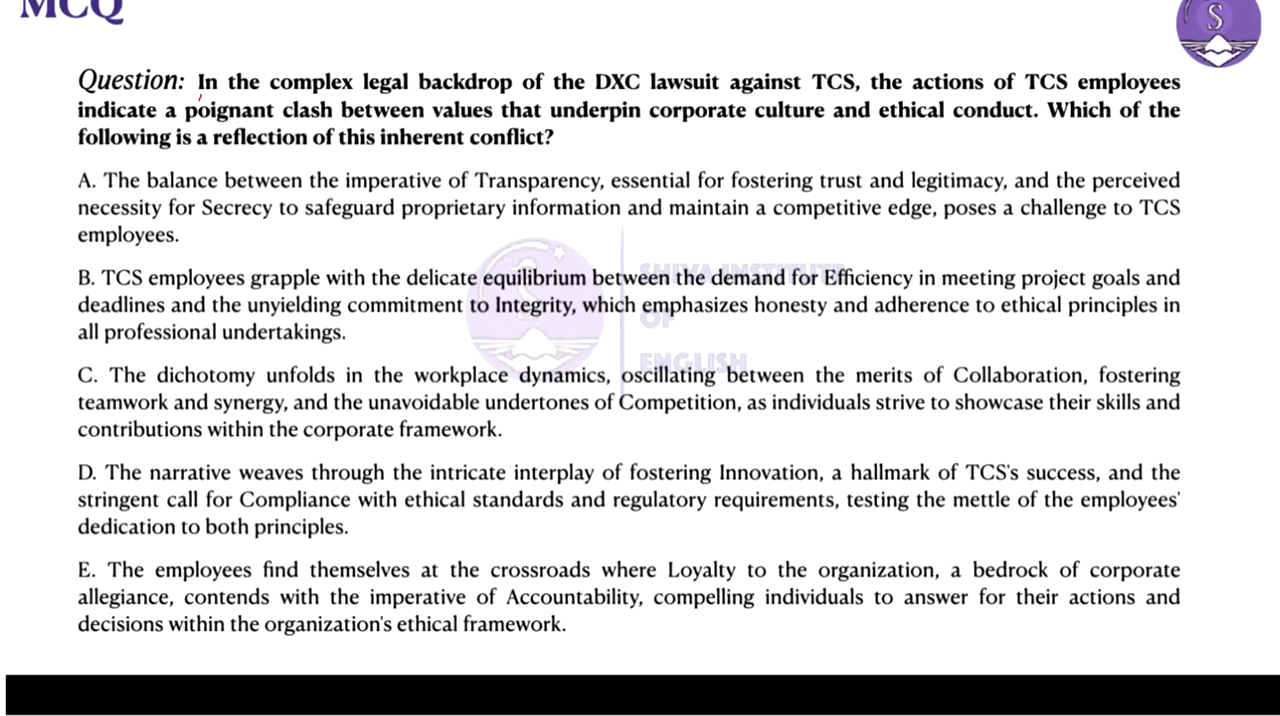 MCQ
S
Question: In the complex legal backdrop of the DXC lawsuit against TCS, the actions of TCS employees
indicate a poignant clash between values that underpin corporate culture and ethical conduct. Which of the
following is a reflection of this inherent conflict?
A. The balance between the imperative of Transparency, essential for fostering trust and legitimacy, and the perceived
necessity for Secrecy to safeguard proprietary information and maintain a competitive edge, poses a challenge to TCS
employees.
B. TCS employees grapple with the delicate equilibrium between the demand for Efficiency in meeting project goals and
deadlines and the unyielding commitment to Integrity, which emphasizes honesty and adherence to ethical principles in
all professional undertakings.
C. The dichotomy unfolds in the workplace dynamics, oscillating between the merits of Collaboration, fostering
teamwork and synergy, and the unavoidable undertones of Competition, as individuals strive to showcase their skills and
contributions within the corporate framework.
D. The narrative weaves through the intricate interplay of fostering Innovation, a hallmark of TCS's success, and the
stringent call for Compliance with ethical standards and regulatory requirements, testing the mettle of the employees'
dedication to both principles.
E. The employees find themselves at the crossroads where Loyalty to the organization, a bedrock of corporate
allegiance, contends with the imperative of Accountability, compelling individuals to answer for their actions and
decisions within the organization's ethical framework.
SHIVA INSTITUTE
OF
ENGLISH